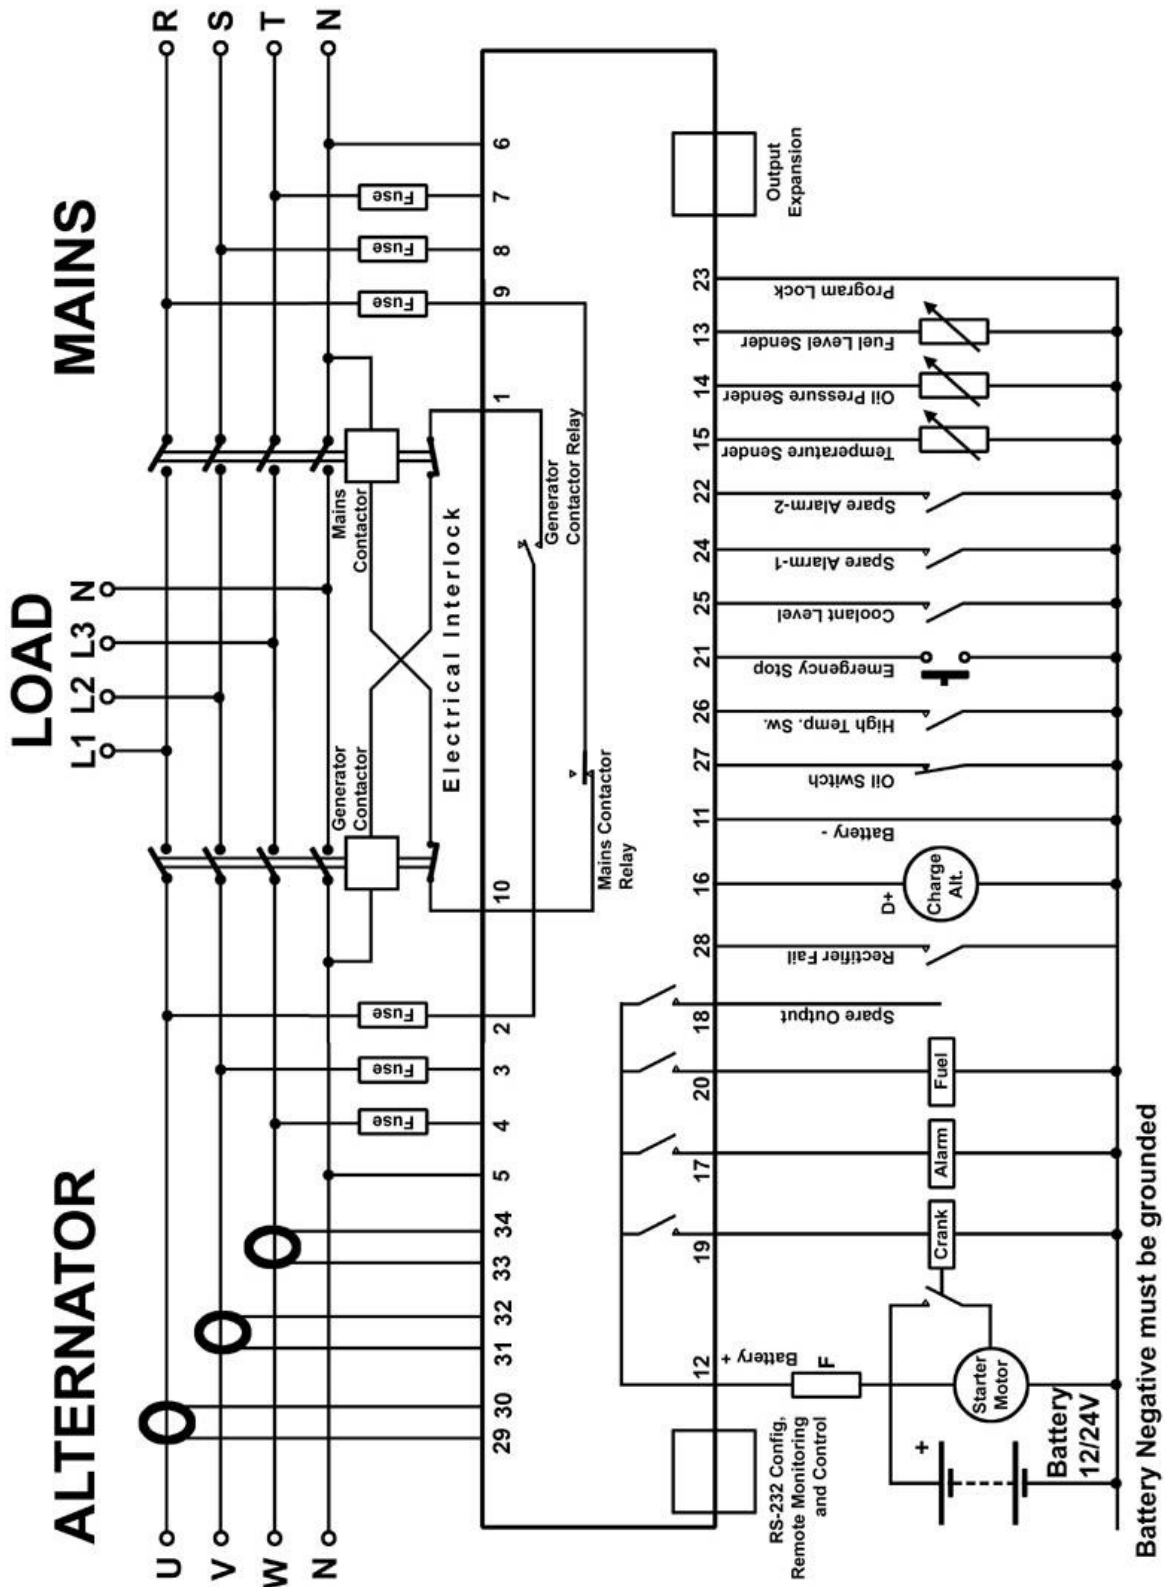 ALTERNATOR
LOAD
MAINS
U
V
W
N
L1
L2
L3
N
R
S
T
N
Generator
Contactor
Mains
Contactor
Electrical Interlock
Fuse
Fuse
Fuse
Fuse
Fuse
Fuse
29
30
31
32
33
34
5
4
3
2
10
1
9
8
7
6
Mains Contactor
Relay
Generator
Contactor Relay
12
19
17
20
18
28
16
11
27
26
21
25
24
22
15
14
13
23
RS-232 Config,
Remote Monitoring
and Control
Output
Expansion
Battery +
Spare Output
Rectifier Fail
D+
Battery -
Oil Switch
High Temp. Sw.
Emergency Stop
Coolant Level
Spare Alarm-1
Spare Alarm-2
Temperature Sender
Oil Pressure Sender
Fuel Level Sender
Program Lock
F
Starter
Motor
Crank
Alarm
Fuel
Charge
Alt.
+
Battery
12/24V
Battery Negative must be grounded